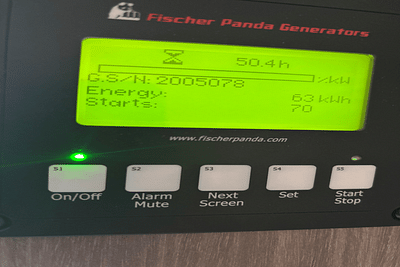 Fischer Panda Generators
50.4h
%kW
G.S/N: 2005078
Energy: 63 kWh
Starts: 70
www.fischerpanda.com
S1 S2 S3 S4 S5
On/Off Alarm Mute Next Screen Set Start Stop